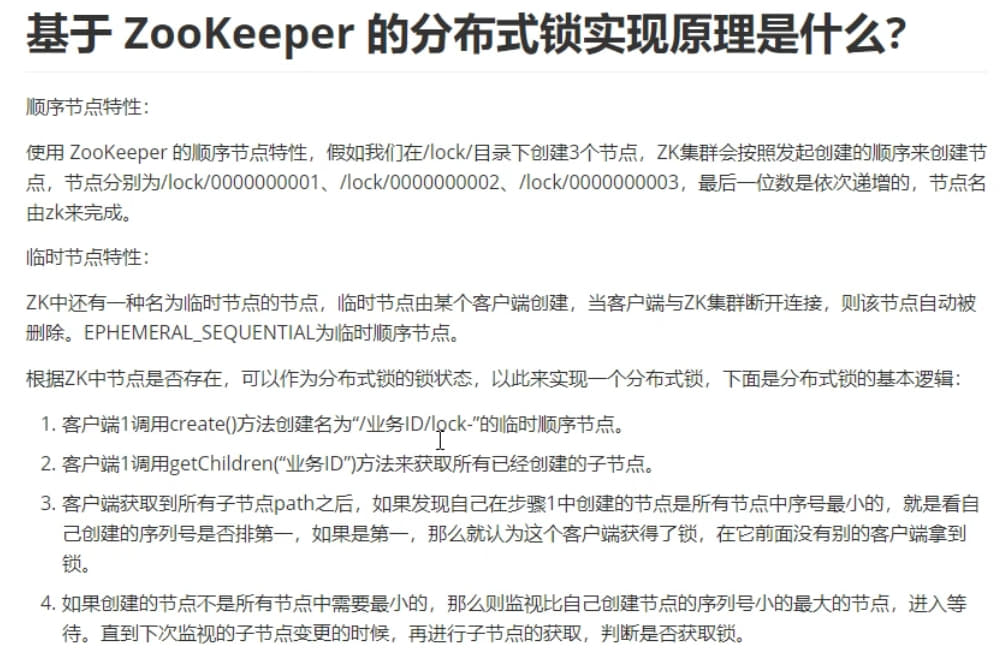 基于 ZooKeeper 的分布式锁实现原理是什么?
顺序节点特性：
使用 ZooKeeper 的顺序节点特性，假如我们在/lock/目录下创建3个节点，ZK集群会按照发起创建的顺序来创建节
点，节点分别为/lock/0000000001、/lock/0000000002、/lock/0000000003，最后一位数是依次递增的，节点名
由zk来完成。
临时节点特性：
ZK中还有一种名为临时节点的节点，临时节点由某个客户端创建，当客户端与ZK集群断开连接，则该节点自动被
删除。EPHEMERAL_SEQUENTIAL为临时顺序节点。
根据ZK中节点是否存在，可以作为分布式锁的锁状态，以此来实现一个分布式锁，下面是分布式锁的基本逻辑：
1. 客户端1调用create()方法创建名为“/业务ID/lock-”的临时顺序节点。
2. 客户端1调用getChildren(“业务ID”)方法来获取所有已经创建的子节点。
3. 客户端获取到所有子节点path之后，如果发现自己在步骤1中创建的节点是所有节点中序号最小的，就是看自
己创建的序列号是否排第一，如果是第一，那么就认为这个客户端获得了锁，在它前面没有别的客户端拿到
锁。
4. 如果创建的节点不是所有节点中需要最小的，那么则监视比自己创建节点的序列号小的最大的节点，进入等
待。直到下次监视的子节点变更的时候，再进行子节点的获取，判断是否获取锁。